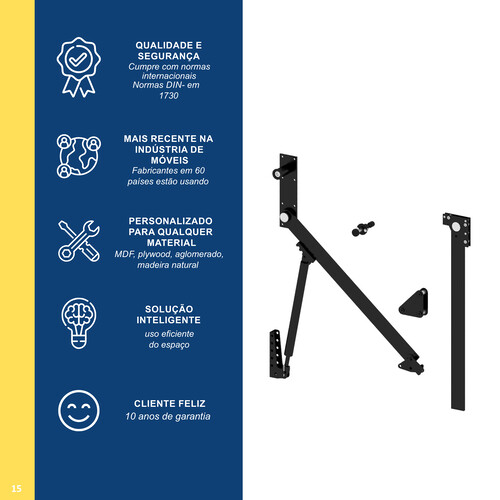 QUALIDADE E
SEGURANÇA
Cumpre com normas
internacionais
Normas DIN- em
1730
MAIS RECENTE NA
INDÚSTRIA DE
MÓVEIS
Fabricantes em 60
países estão usando
PERSONALIZADO
PARA QUALQUER
MATERIAL
MDF, plywood, aglomerado,
madeira natural
SOLUÇÃO
INTELIGENTE
uso eficiente
do espaço
CLIENTE FELIZ
10 anos de garantia
15